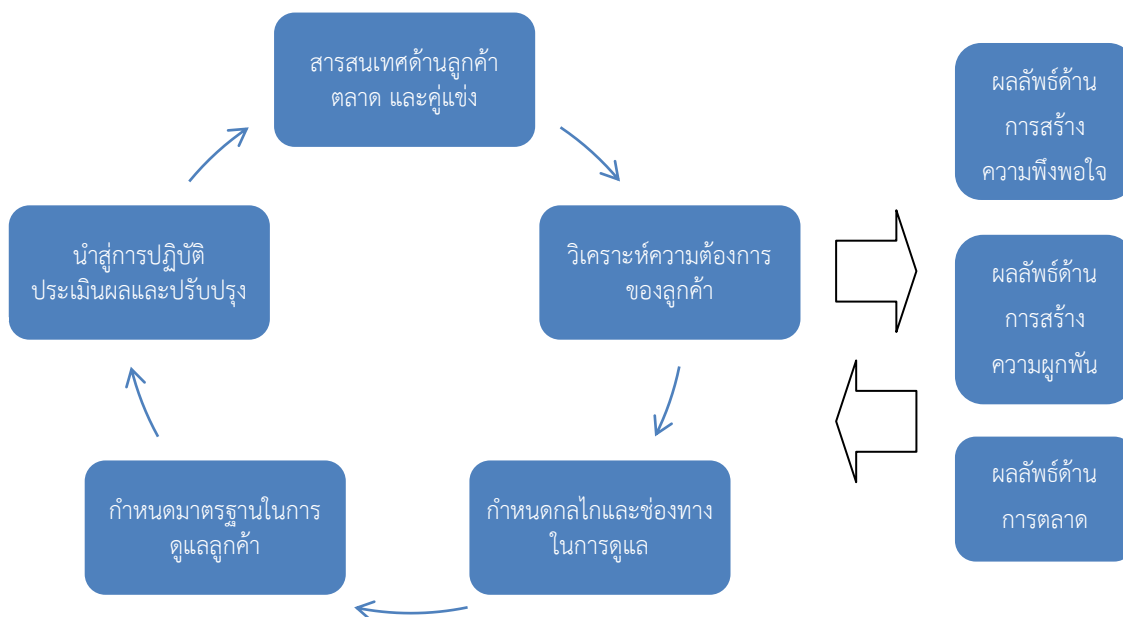 สารสนเทศด้านลูกค้า
ตลาด และคู่แข่ง
วิเคราะห์ความต้องการ
ของลูกค้า
กำหนดกลไกและช่องทาง
ในการดูแล
กำหนดมาตรฐานในการ
ดูแลลูกค้า
นำสู่การปฏิบัติ
ประเมินผลและปรับปรุง
ผลลัพธ์ด้าน
การสร้าง
ความพึงพอใจ
ผลลัพธ์ด้าน
การสร้าง
ความผูกพัน
ผลลัพธ์ด้าน
การตลาด